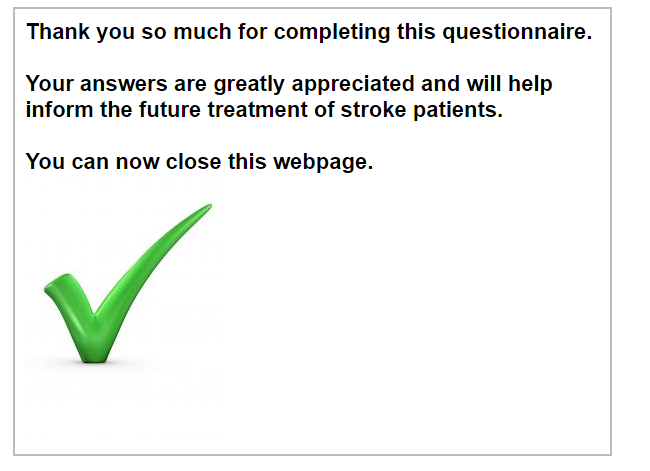 Thank you so much for completing this questionnaire.
Your answers are greatly appreciated and will help
inform the future treatment of stroke patients.
You can now close this webpage.